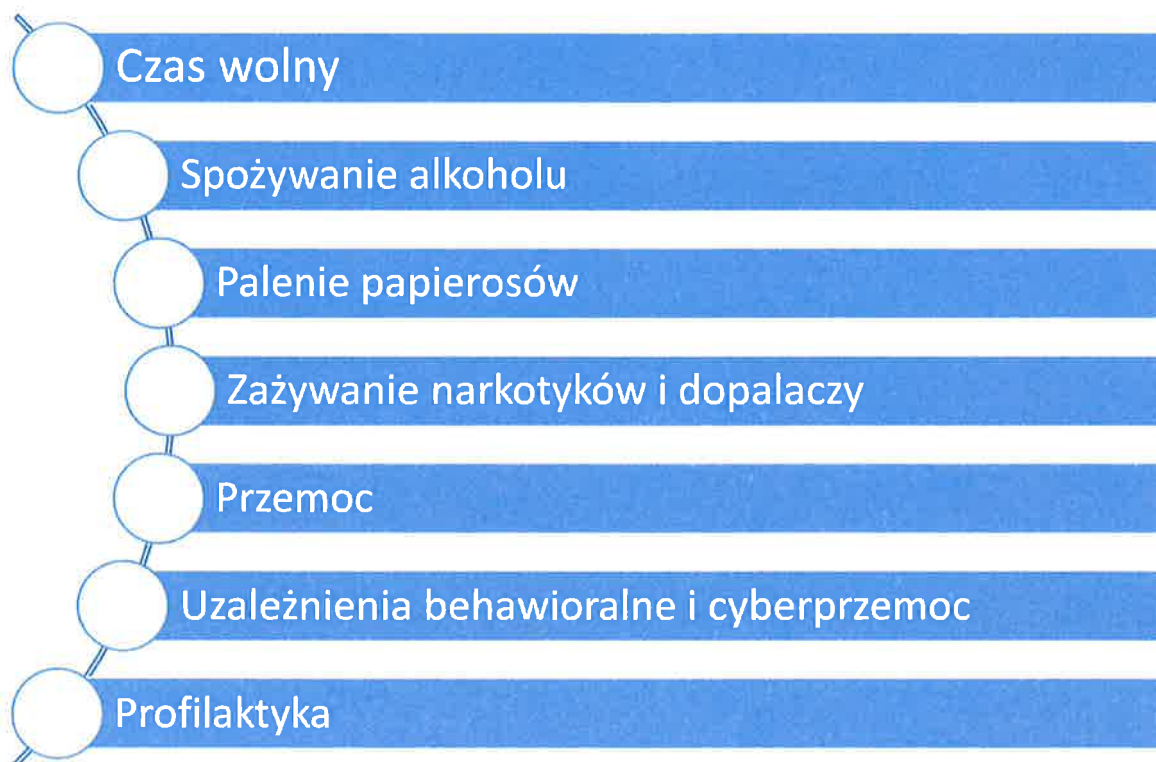 Czas wolny
Spożywanie alkoholu
Palenie papierosów
Zażywanie narkotyków i dopalaczy
Przemoc
Uzależnienia behawioralne i cyberprzemoc
Profilaktyka